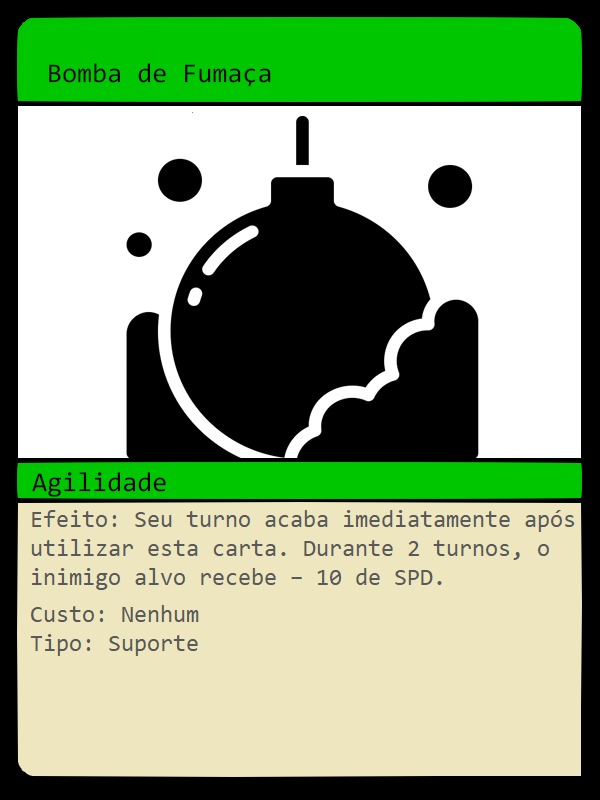 Bomba de Fumaça
Agilidade
Efeito: Seu turno acaba imediatamente após
utilizar esta carta. Durante 2 turnos, o
inimigo alvo recebe – 10 de SPD.
Custo: Nenhum
Tipo: Suporte